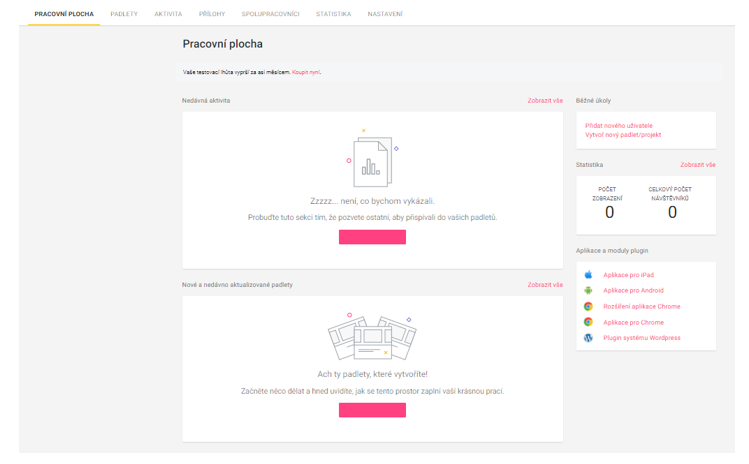 PRACOVNÍ PLOCHA PADLETY AKTIVITA PŘÍLOHY SPOLUPRACOVNÍCI STATISTIKA NASTAVENÍ
Pracovní plocha
Vaše testovací lhůta vyprší za asi měsícem. Koupit nyní.
Nedávná aktivita Zobrazit vše
Zzzzz... není, co bychom vykázali.
Probuďte tuto sekci tím, že pozvete ostatní, aby přispívali do vašich padletů.
Nové a nedávno aktualizované padlety Zobrazit vše
Ach ty padlety, které vytvoříte!
Začněte něco dělat a hned uvidíte, jak se tento prostor zaplní vaší krásnou prací.
Běžné úkoly
Přidat nového uživatele
Vytvoř nový padlet/projekt
Statistika Zobrazit vše
POČET
ZOBRAZENÍ
0
CELKOVÝ POČET
NÁVŠTĚVNÍKŮ
0
Aplikace a moduly plugin
Aplikace pro iPad
Aplikace pro Android
Rozšíření aplikace Chrome
Aplikace pro Chrome
Plugin systému Wordpress